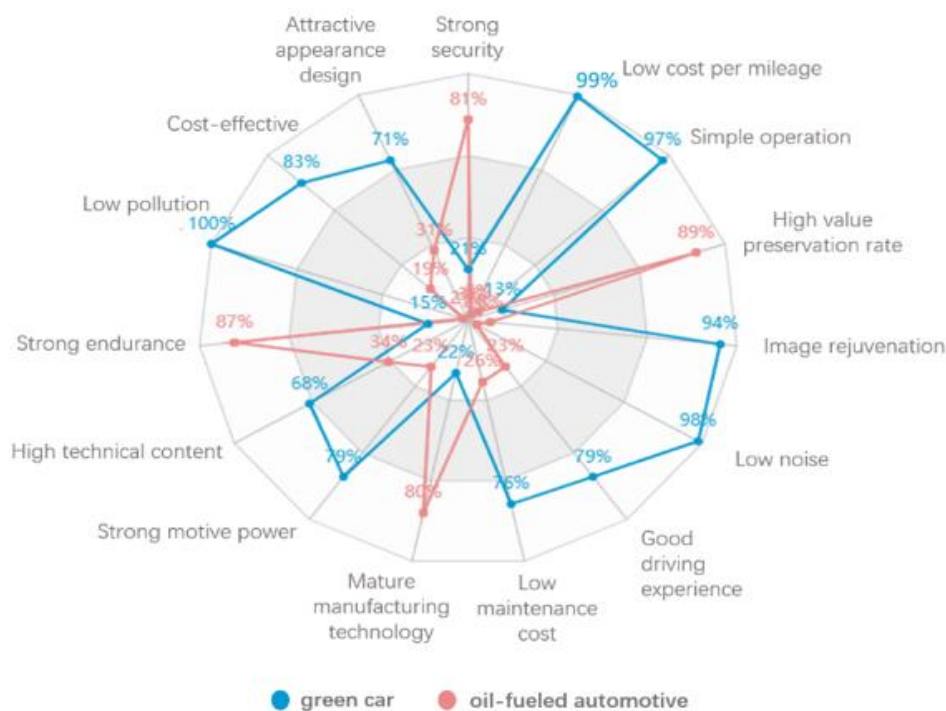 Attractive
appearance
design
Strong
security
Low cost per mileage
99%
81%
Cost-effective
Simple operation
97%
71%
83%
Low pollution
100%
High value
preservation rate
89%
31%
19%
21%
13%
15%
94%
Strong endurance
87%
34%
23%
22%
26%
23%
Image rejuvenation
68%
98%
High technical content
Low noise
79%
80%
76%
79%
Strong motive power
Good
driving
experience
Mature
manufacturing
technology
Low
maintenance
cost
green car
oil-fueled automotive